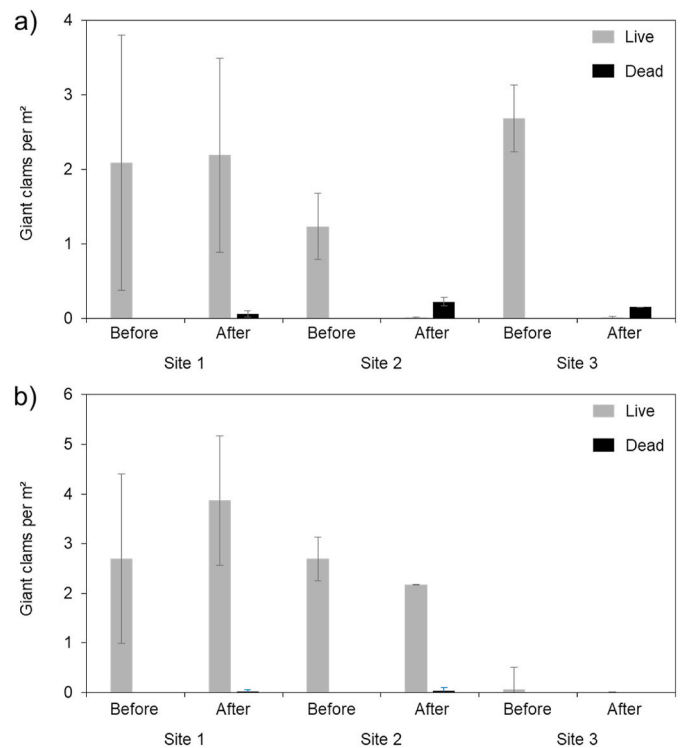 a)
4
3
2
1
0
Giant clams per m²
Live
Dead
Before After Before After Before After
Site 1 Site 2 Site 3
b)
6
5
4
3
2
1
0
Giant clams per m²
Live
Dead
Before After Before After Before After
Site 1 Site 2 Site 3